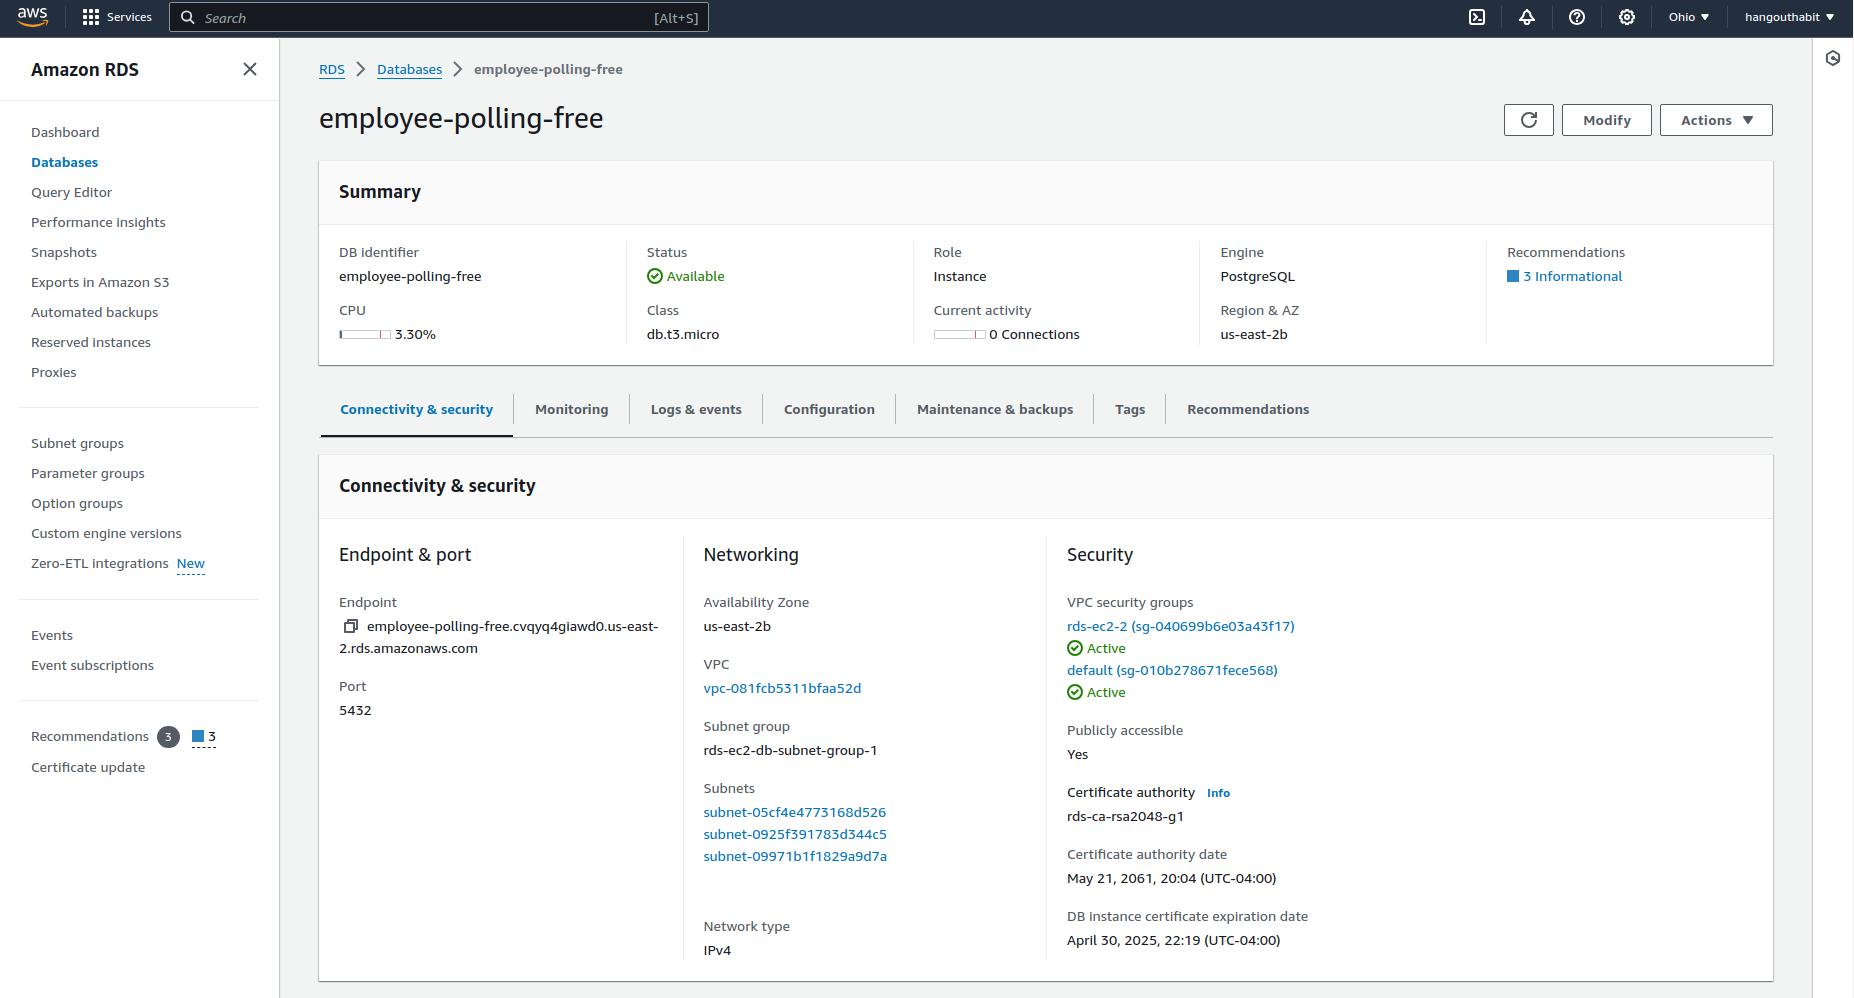 aws
Services
Search [Alt+S]
Ohio ▼
hangouthabit ▼
Amazon RDS
Dashboard
Databases
Query Editor
Performance insights
Snapshots
Exports in Amazon S3
Automated backups
Reserved instances
Proxies
Subnet groups
Parameter groups
Option groups
Custom engine versions
Zero-ETL integrations New
Events
Event subscriptions
Recommendations 3 3
Certificate update
RDS > Databases > employee-polling-free
employee-polling-free
Modify
Actions ▼
Summary
DB identifier
employee-polling-free
CPU
3.30%
Status
Available
Class
db.t3.micro
Role
Instance
Current activity
0 Connections
Engine
PostgreSQL
Region & AZ
us-east-2b
Recommendations
3 Informational
Connectivity & security
Monitoring
Logs & events
Configuration
Maintenance & backups
Tags
Recommendations
Connectivity & security
Endpoint & port
Endpoint
employee-polling-free.cvqyq4giawd0.us-east-
2.rds.amazonaws.com
Port
5432
Networking
Availability Zone
us-east-2b
VPC
vpc-081fcb5311bfaa52d
Subnet group
rds-ec2-db-subnet-group-1
Subnets
subnet-05cf4e4773168d526
subnet-0925f391783d344c5
subnet-09971b1f1829a9d7a
Network type
IPv4
Security
VPC security groups
rds-ec2-2 (sg-040699b6e03a43f17)
Active
default (sg-010b278671fece568)
Active
Publicly accessible
Yes
Certificate authority Info
rds-ca-rsa2048-g1
Certificate authority date
May 21, 2061, 20:04 (UTC-04:00)
DB instance certificate expiration date
April 30, 2025, 22:19 (UTC-04:00)